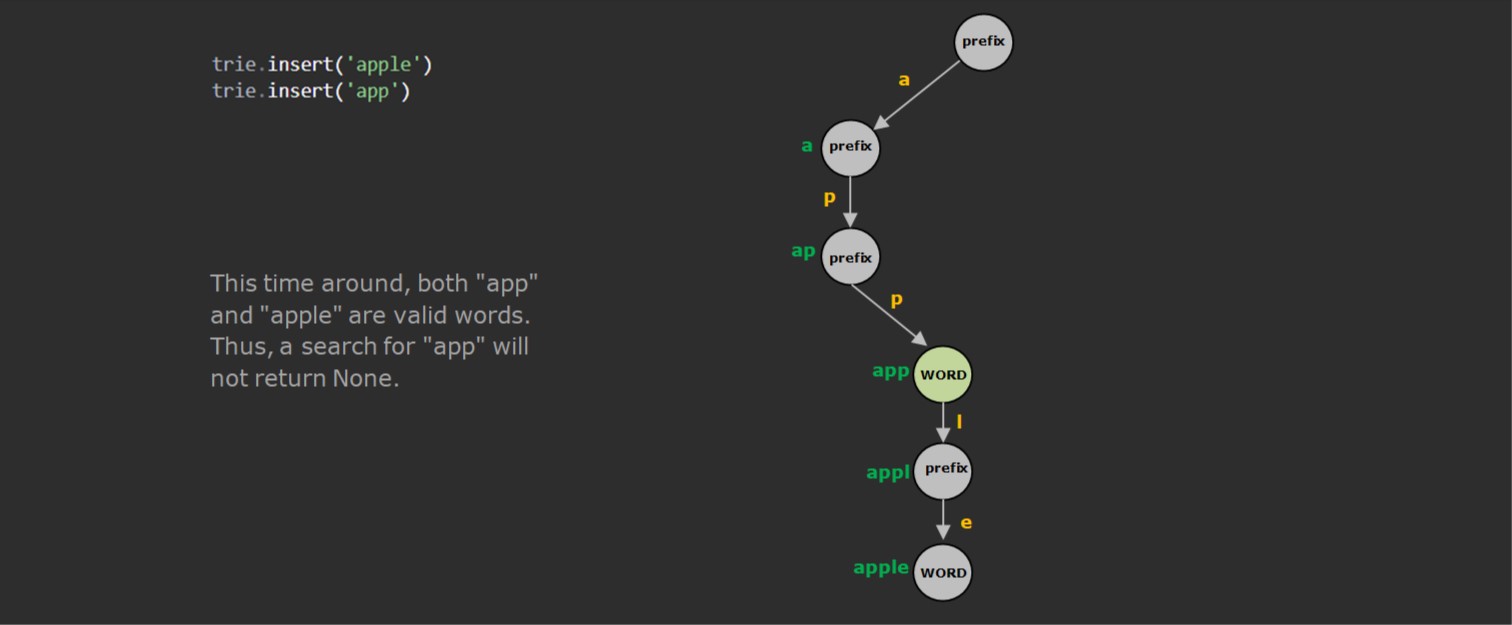 trie.insert('apple')
trie.insert('app')
This time around, both "app"
and "apple" are valid words.
Thus, a search for "app" will
not return None.
prefix
a
a
prefix
p
ap
prefix
p
app
WORD
l
appl
prefix
e
apple
WORD